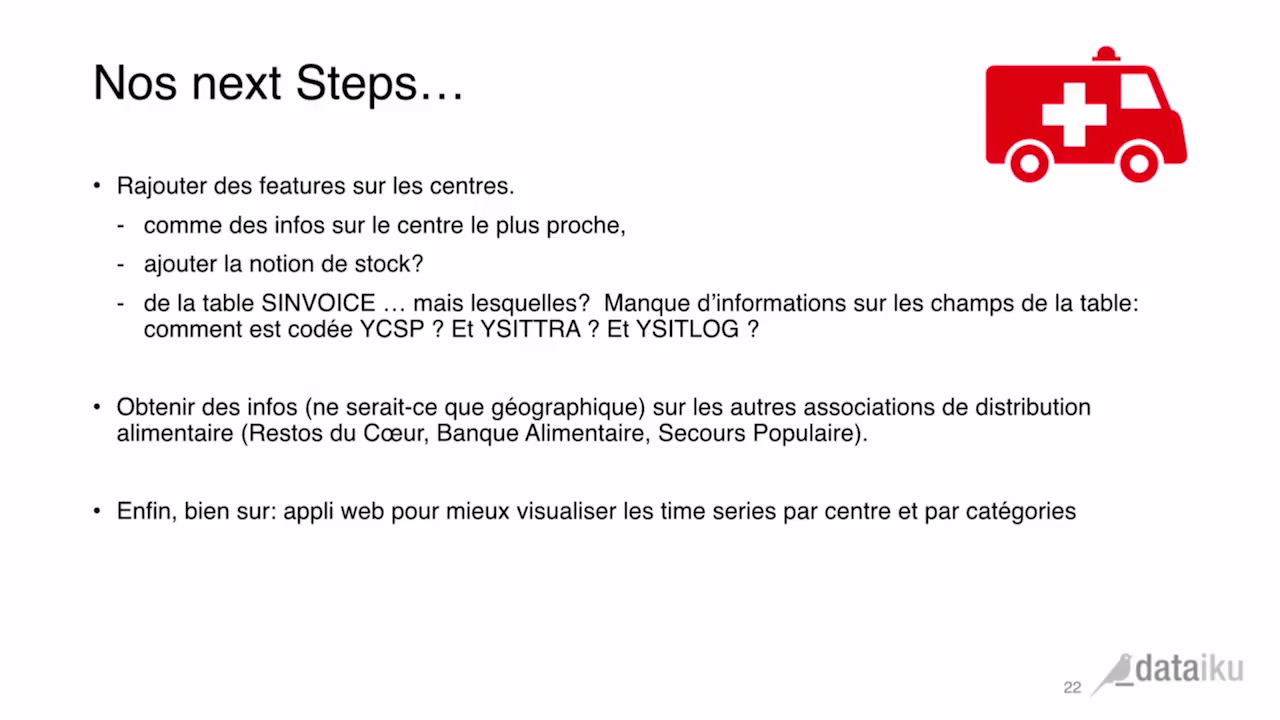 Nos next Steps…
• Rajouter des features sur les centres.
- comme des infos sur le centre le plus proche,
- ajouter la notion de stock?
- de la table SINVOICE … mais lesquelles?  Manque d’informations sur les champs de la table:
comment est codée YCSP ? Et YSITTRA ? Et YSITLOG ?
• Obtenir des infos (ne serait-ce que géographique) sur les autres associations de distribution
alimentaire (Restos du Cœur, Banque Alimentaire, Secours Populaire).
• Enfin, bien sur: appli web pour mieux visualiser les time series par centre et par catégories
22
dataiku